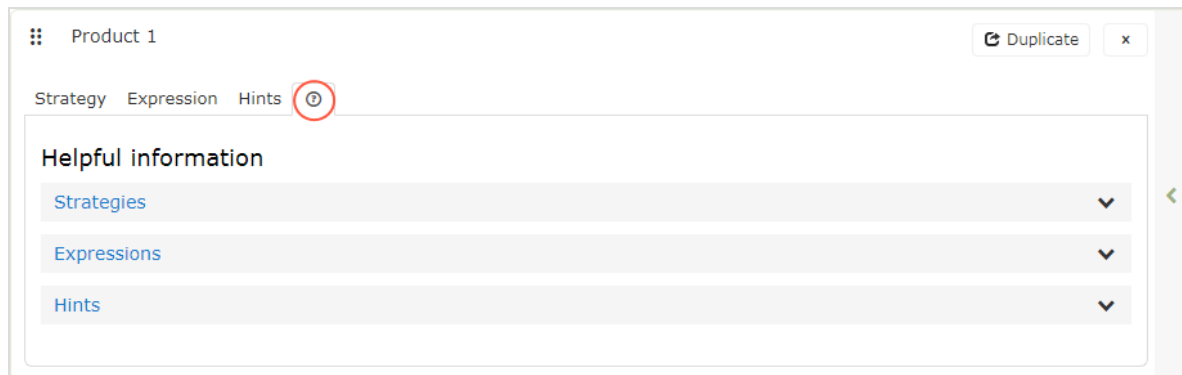 Product 1
Duplicate
x
Strategy Expression Hints ?
Helpful information
Strategies
Expressions
Hints